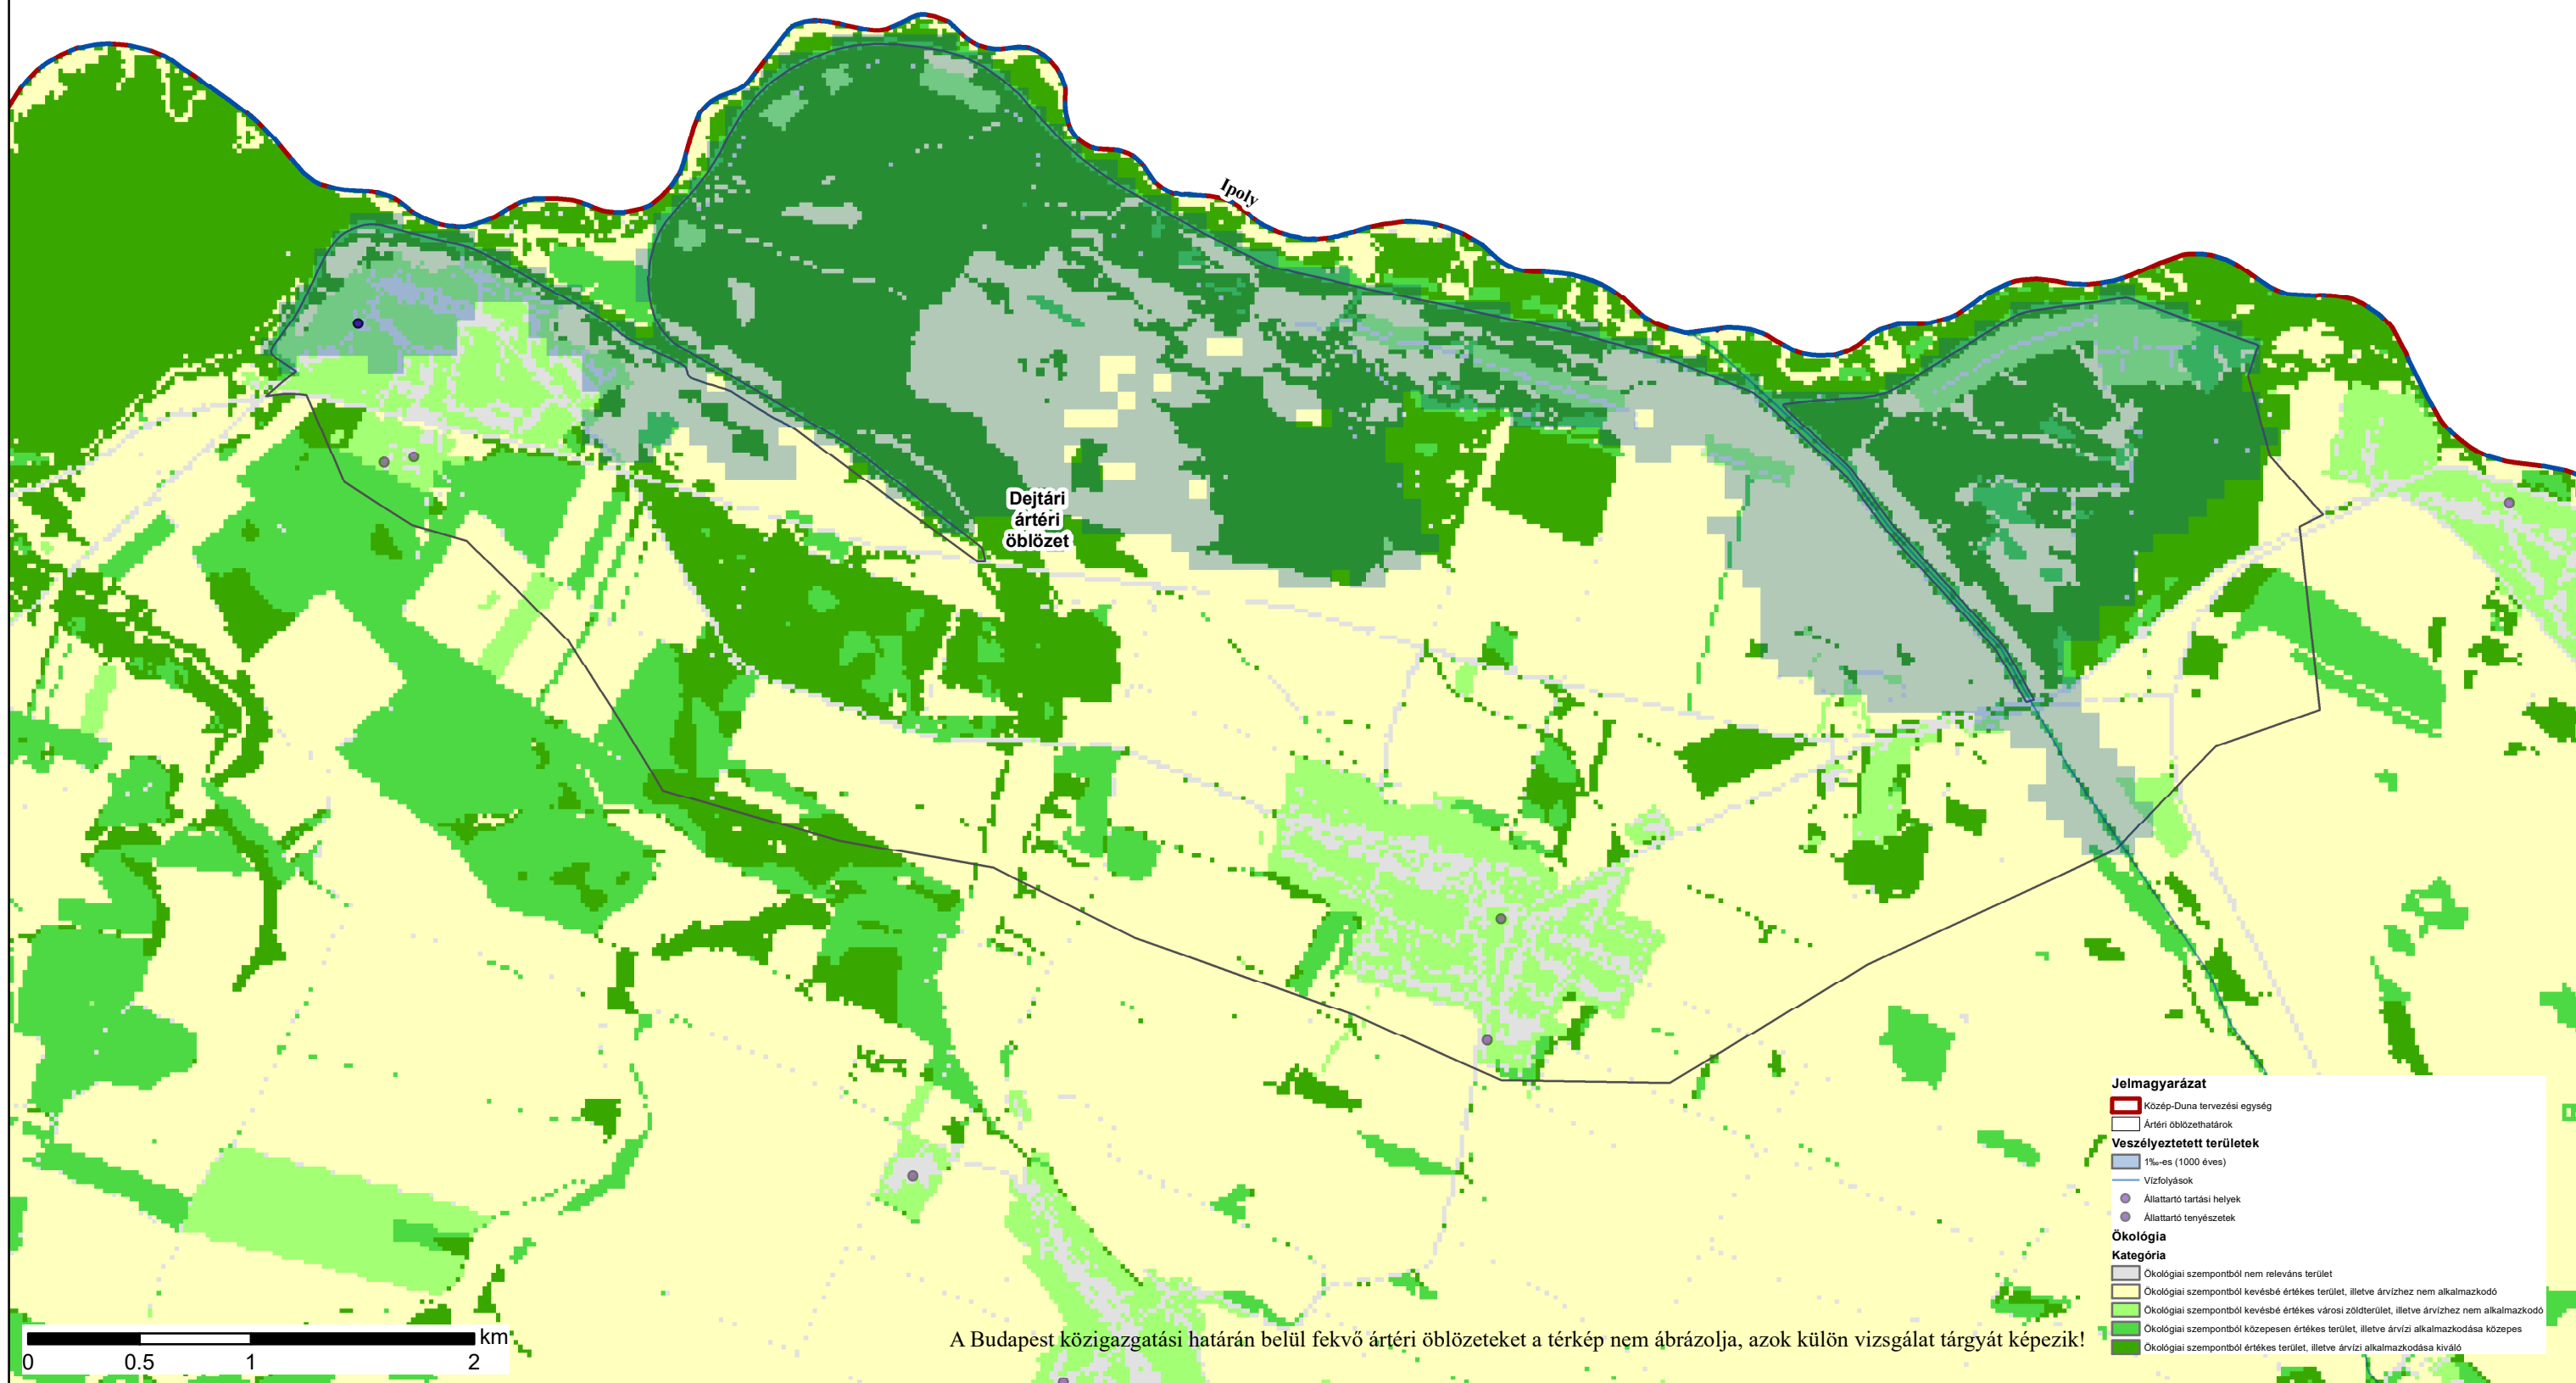 Ipoly
Dejtári
ártéri
öblözet
Jelmagyarázat
Közép-Duna tervezési egység
Ártéri öblözethatárok
Veszélyeztetett területek
1‰-es (1000 éves)
Vízfolyások
Állattartó tartási helyek
Állattartó tenyészetek
Ökológia
Kategória
Ökológiai szempontból nem releváns terület
Ökológiai szempontból kevésbé értékes terület, illetve árvízhez nem alkalmazkodó
Ökológiai szempontból kevésbé értékes városi zöldterület, illetve árvízhez nem alkalmazkodó
Ökológiai szempontból közepesen értékes terület, illetve árvízi alkalmazkodása közepes
Ökológiai szempontból értékes terület, illetve árvízi alkalmazkodása kiváló
km
0 0.5 1 2
A Budapest közigazgatási határán belül fekvő ártéri öblözeteket a térkép nem ábrázolja, azok külön vizsgálat tárgyát képezik!